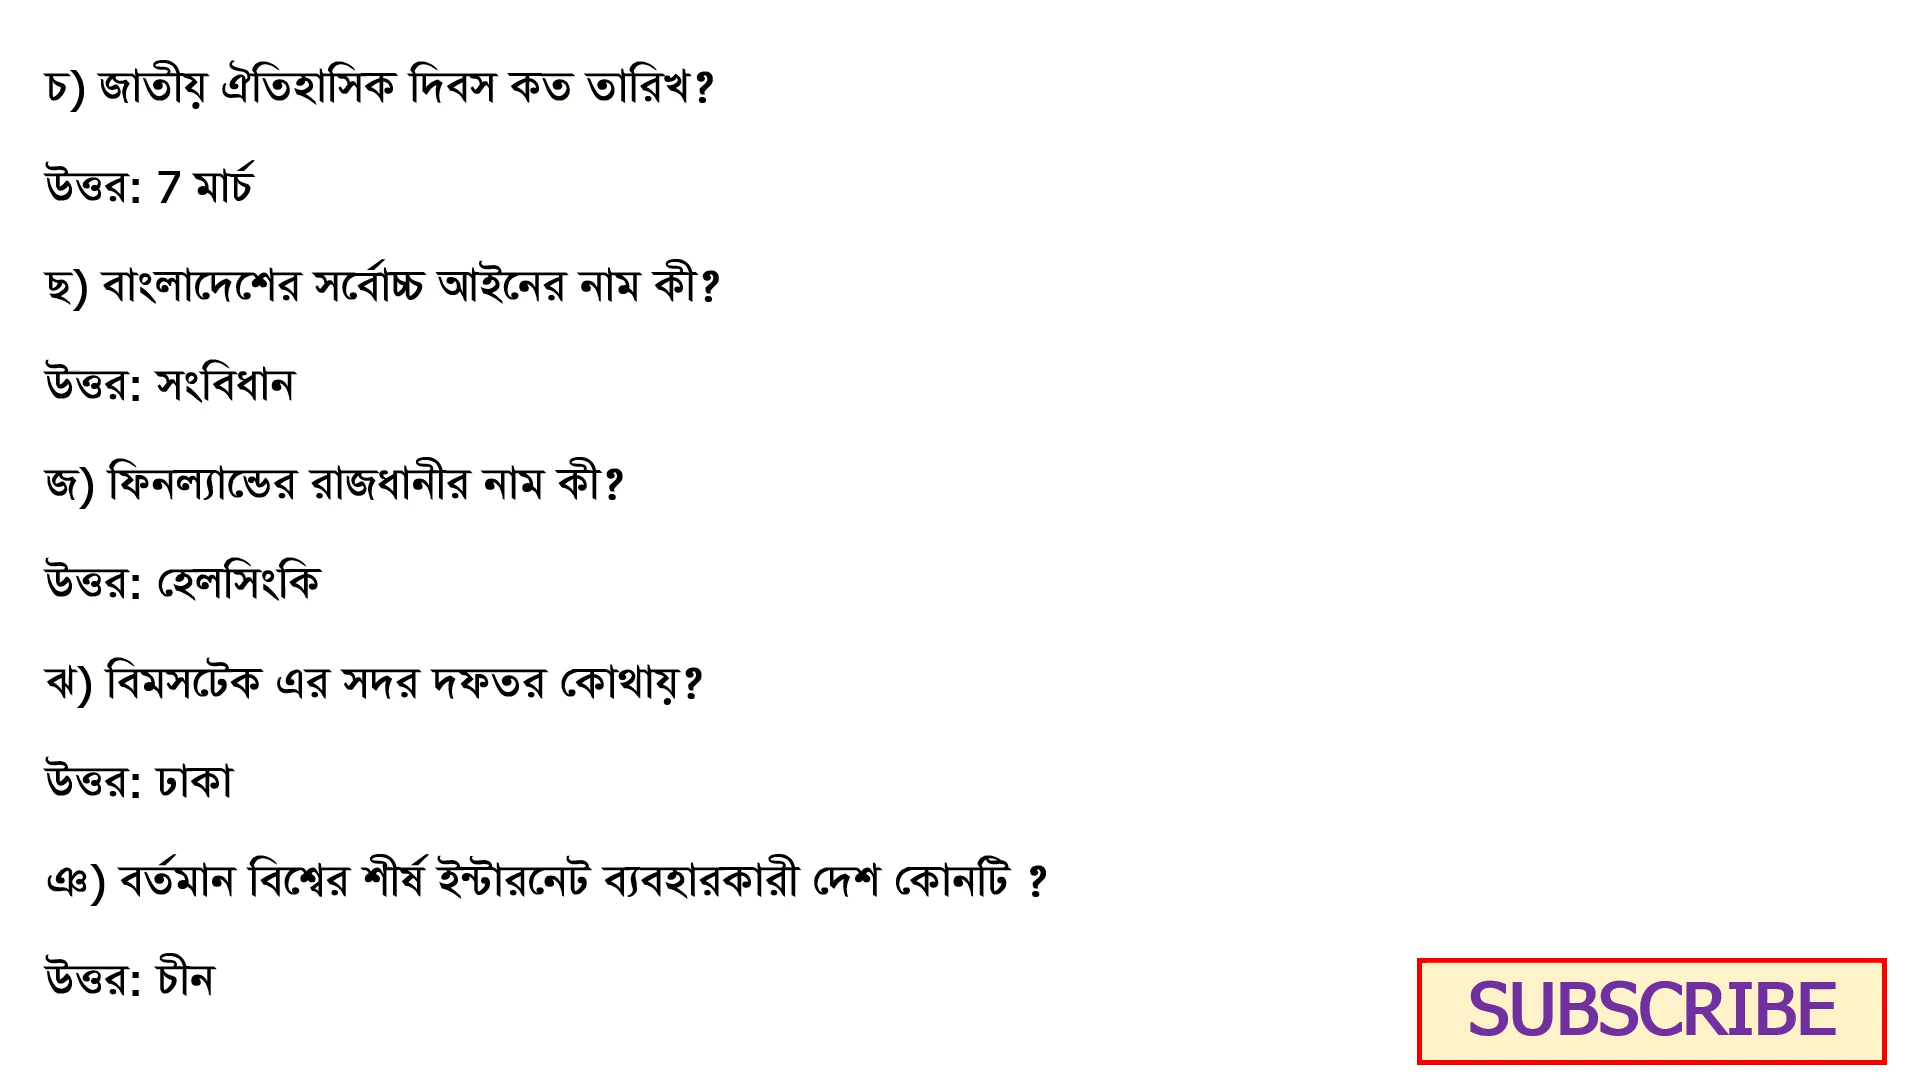 চ) জাতীয় ঐতিহাসিক দিবস কত তারিখ?
উত্তর: 7 মার্চ
ছ) বাংলাদেশের সর্বোচ্চ আইনের নাম কী?
উত্তর: সংবিধান
জ) ফিনল্যান্ডের রাজধানীর নাম কী?
উত্তর: হেলসিংকি
ঝ) বিমসটেক এর সদর দফতর কোথায়?
উত্তর: ঢাকা
ঞ) বর্তমান বিশ্বের শীর্ষ ইন্টারনেট ব্যবহারকারী দেশ কোনটি ?
উত্তর: চীন
SUBSCRIBE